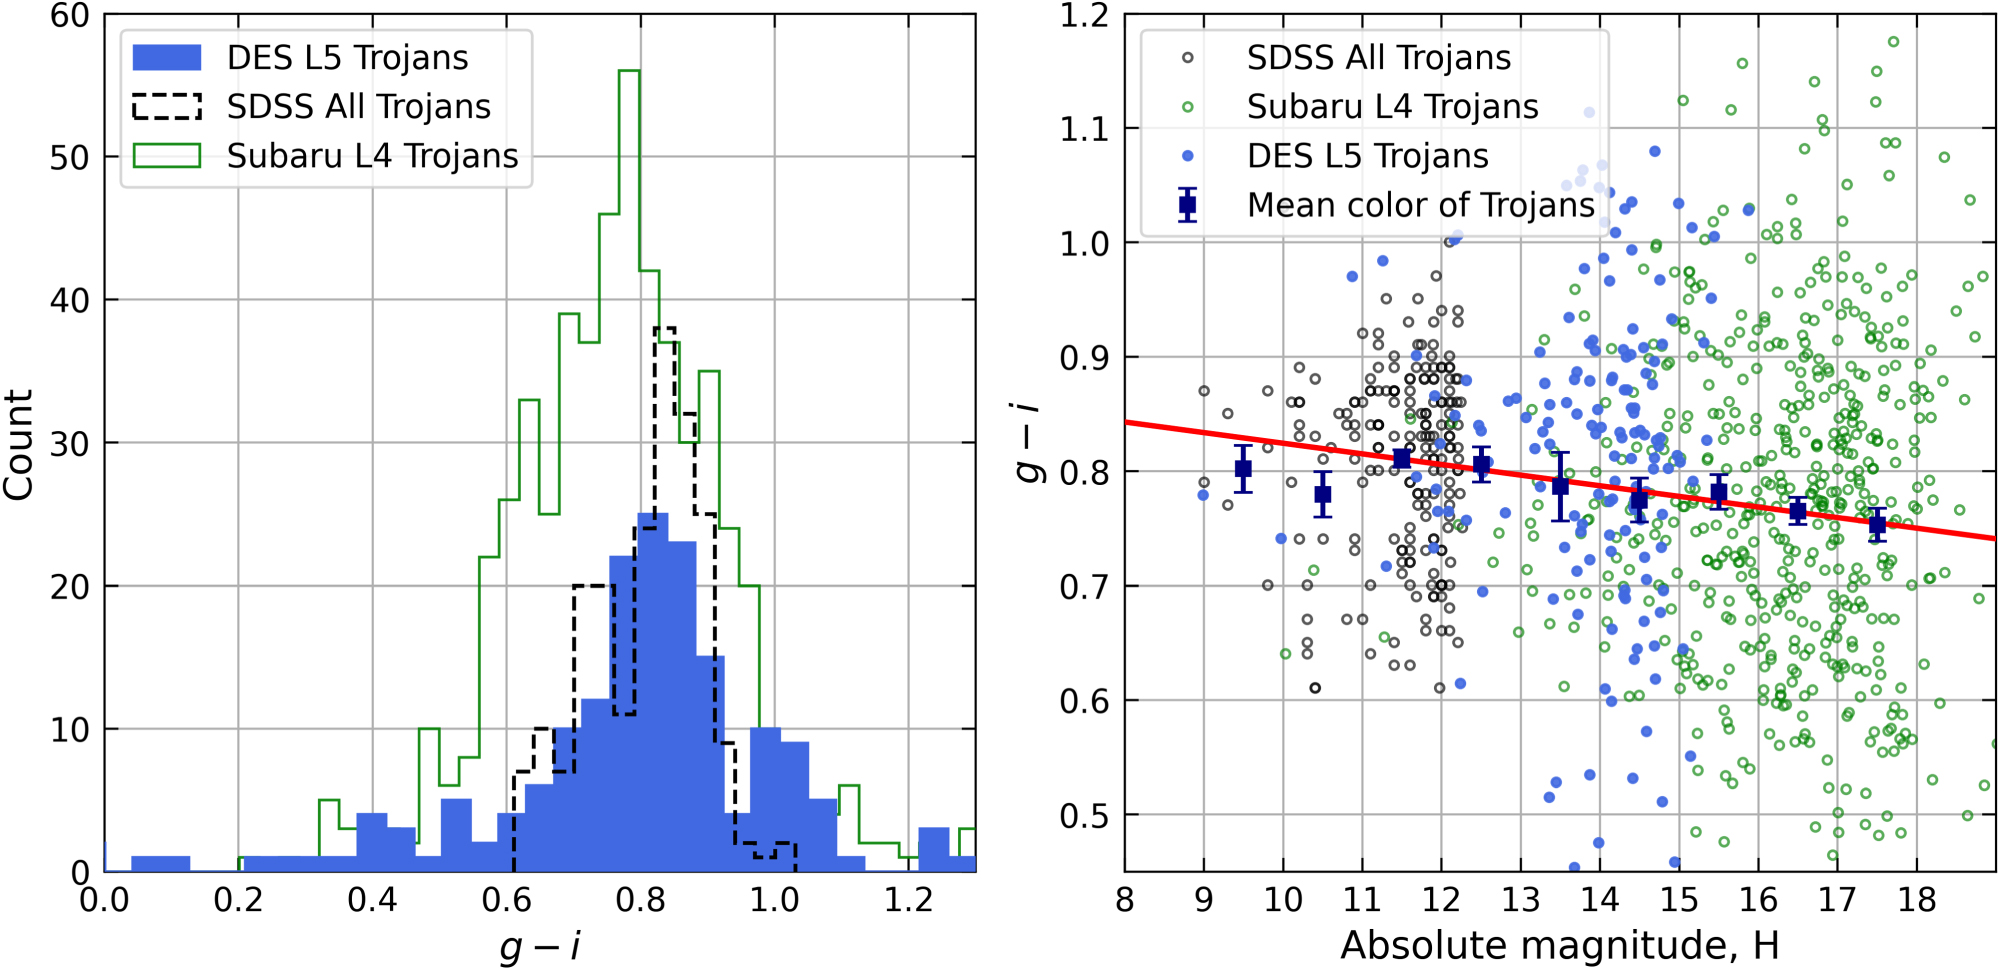 60
50
40
30
20
10
0
Count
DES L5 Trojans
SDSS All Trojans
Subaru L4 Trojans
0.0 0.2 0.4 0.6 0.8 1.0 1.2
g − i
1.2
1.1
1.0
0.9
0.8
0.7
0.6
0.5
g − i
SDSS All Trojans
Subaru L4 Trojans
DES L5 Trojans
Mean color of Trojans
8 9 10 11 12 13 14 15 16 17 18
Absolute magnitude, H